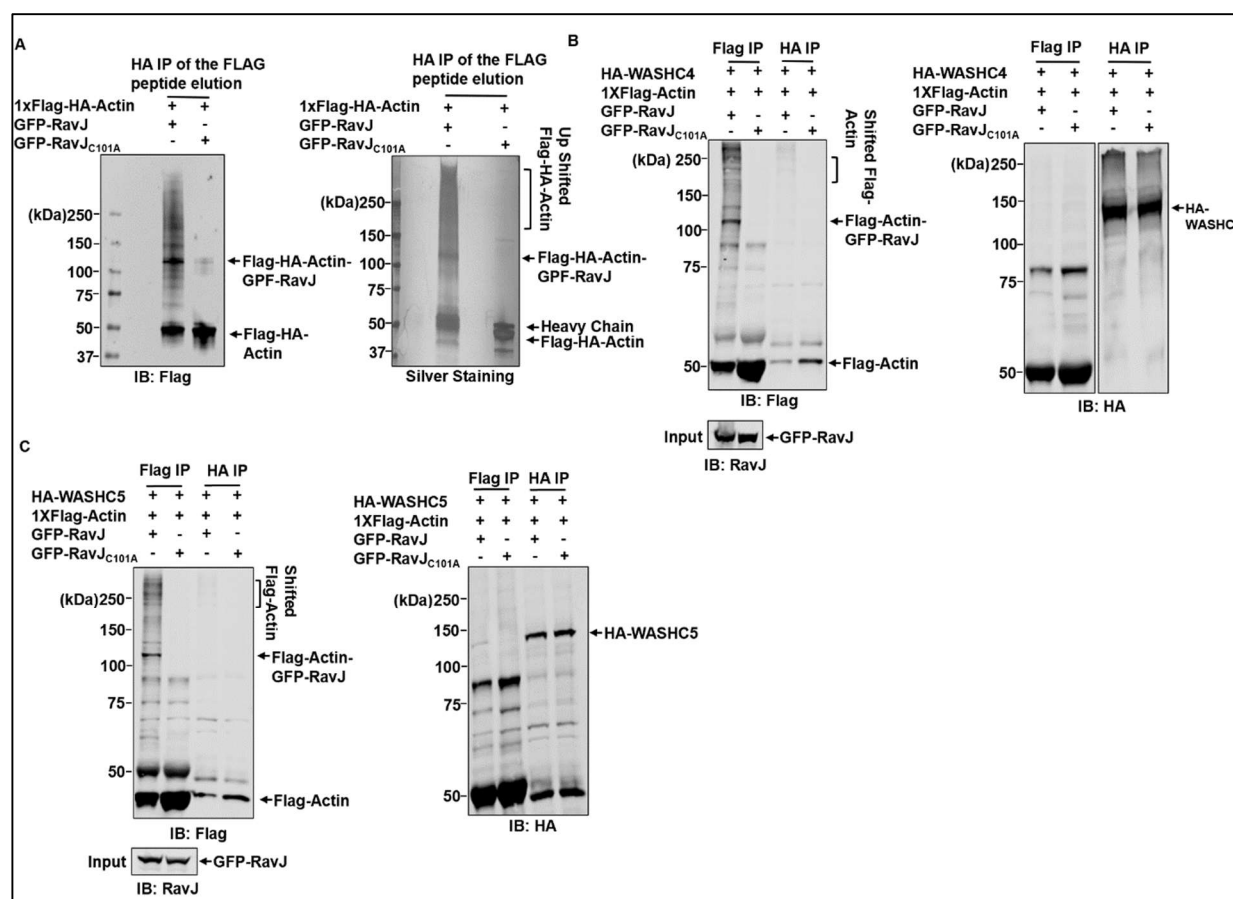 A
HA IP of the FLAG
peptide elution
1xFlag-HA-Actin + +
GFP-RavJ + -
GFP-RavJC101A - +
(kDa) 250
150
100
75
50
37
Flag-HA-Actin-
GPF-RavJ
Flag-HA-
Actin
IB: Flag
HA IP of the FLAG
peptide elution
1xFlag-HA-Actin + +
GFP-RavJ + -
GFP-RavJC101A - +
(kDa) 250
150
100
75
50
37
Up Shifted
Flag-HA-Actin
Flag-HA-Actin-
GPF-RavJ
Heavy Chain
Flag-HA-Actin
Silver Staining
B
Flag IP HA IP
HA-WASHC4 + + + +
1XFlag-Actin + + + +
GFP-RavJ + - + -
GFP-RavJC101A - + - +
(kDa) 250
150
100
75
50
Shifted Flag-
Actin
Flag-Actin-
GFP-RavJ
Flag-Actin
IB: Flag
Input GFP-RavJ
IB: RavJ
Flag IP HA IP
HA-WASHC4 + + + +
1XFlag-Actin + + + +
GFP-RavJ + - + -
GFP-RavJC101A - + - +
(kDa) 250
150
100
75
50
HA-
WASHC
IB: HA
C
Flag IP HA IP
HA-WASHC5 + + + +
1XFlag-Actin + + + +
GFP-RavJ + - + -
GFP-RavJC101A - + - +
(kDa) 250
150
100
75
50
Shifted
Flag-Actin
Flag-Actin-
GFP-RavJ
Flag-Actin
IB: Flag
Input GFP-RavJ
IB: RavJ
Flag IP HA IP
HA-WASHC5 + + + +
1XFlag-Actin + + + +
GFP-RavJ + - + -
GFP-RavJC101A - + - +
(kDa) 250
150
100
75
50
HA-WASHC5
IB: HA